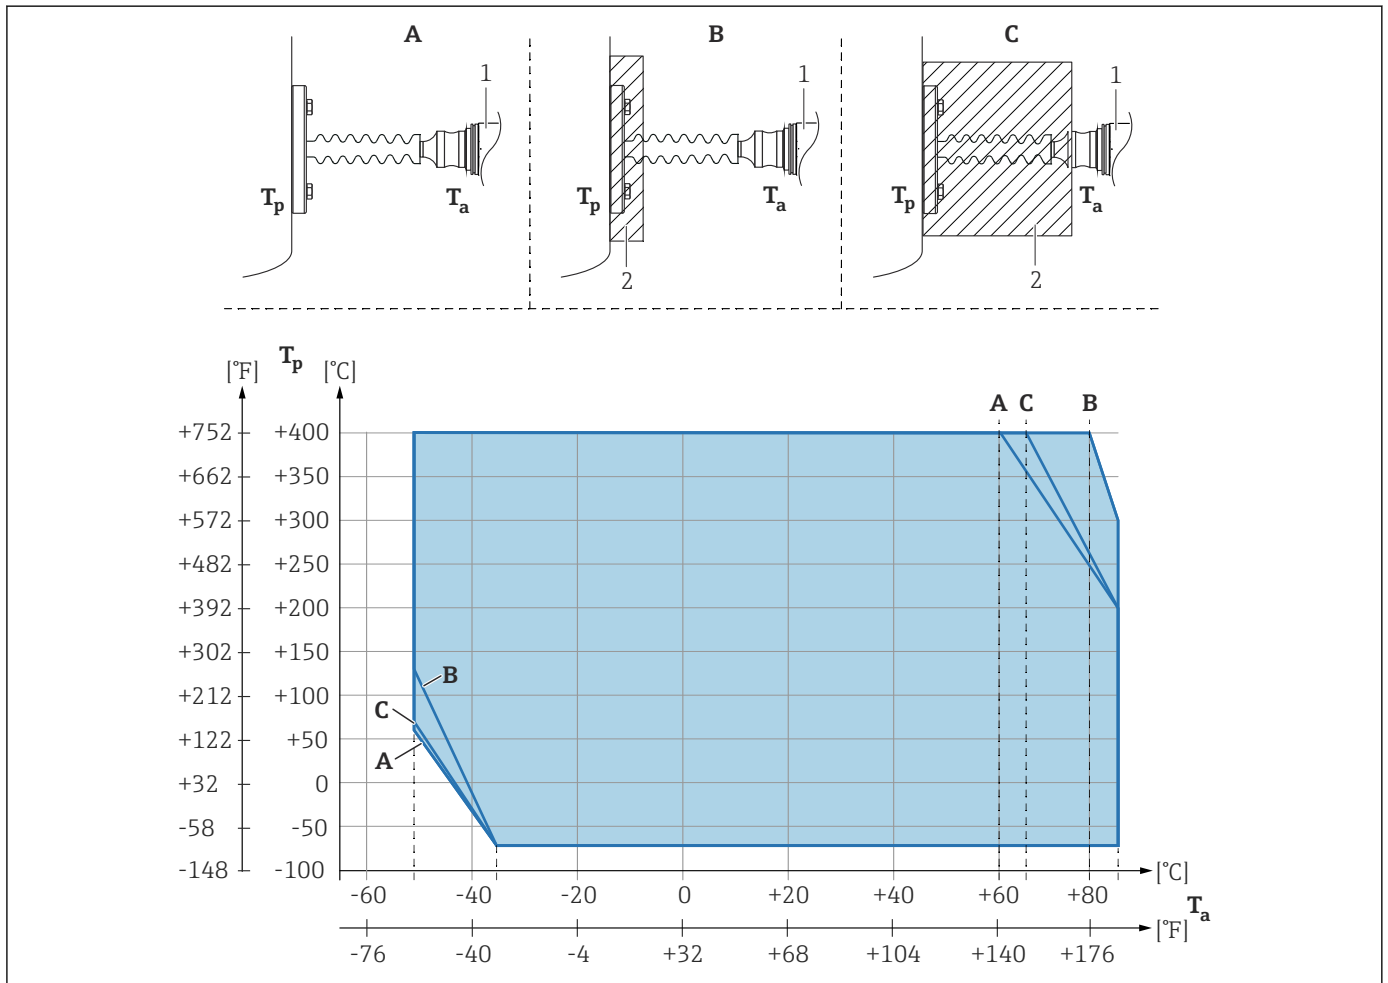 A B C
1 1 1
Tp Ta Tp Ta Tp Ta
2 2
[°F] Tp [°C]
A C B
+752 +400
+662 +350
+572 +300
+482 +250
+392 +200
+302 +150
B
+212 +100
C
+122 +50
A
+32 0
-58 -50
-148 -100
[°C]
-60 -40 -20 0 +20 +40 +60 +80
Ta
[°F]
-76 -40 -4 +32 +68 +104 +140 +176